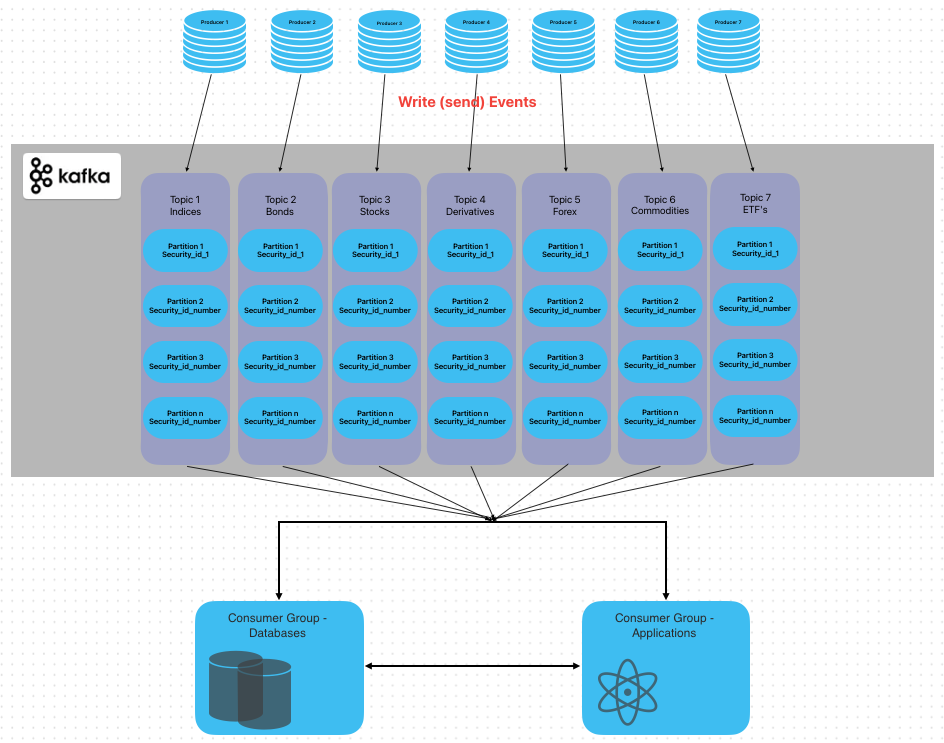 Producer 1
Producer 2
Producer 3
Producer 4
Producer 5
Producer 6
Producer 7
Write (send) Events
kafka
Topic 1
Indices
Partition 1
Security_id_1
Partition 2
Security_id_number
Partition 3
Security_id_number
Partition n
Security_id_number
Topic 2
Bonds
Partition 1
Security_id_1
Partition 2
Security_id_number
Partition 3
Security_id_number
Partition n
Security_id_number
Topic 3
Stocks
Partition 1
Security_id_1
Partition 2
Security_id_number
Partition 3
Security_id_number
Partition n
Security_id_number
Topic 4
Derivatives
Partition 1
Security_id_1
Partition 2
Security_id_number
Partition 3
Security_id_number
Partition n
Security_id_number
Topic 5
Forex
Partition 1
Security_id_1
Partition 2
Security_id_number
Partition 3
Security_id_number
Partition n
Security_id_number
Topic 6
Commodities
Partition 1
Security_id_1
Partition 2
Security_id_number
Partition 3
Security_id_number
Partition n
Security_id_number
Topic 7
ETF's
Partition 1
Security_id_1
Partition 2
Security_id_number
Partition 3
Security_id_number
Partition n
Security_id_number
Consumer Group -
Databases
Consumer Group -
Applications